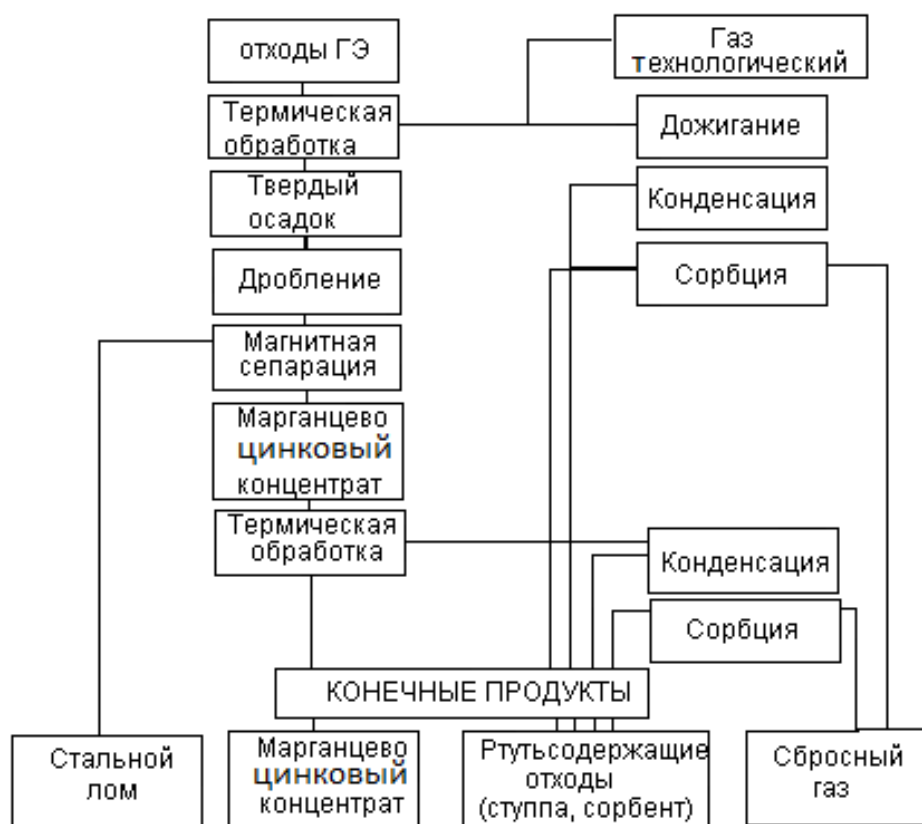 отходы ГЭ
Газ
технологический
Термическая
обработка
Дожигание
Твердый
осадок
Конденсация
Дробление
Сорбция
Магнитная
сепарация
Марганцево
цинковый
концентрат
Термическая
обработка
Конденсация
Сорбция
КОНЕЧНЫЕ ПРОДУКТЫ
Стальной
лом
Марганцево
цинковый
концентрат
Ртутьсодержащие
отходы
(ступпа, сорбент)
Сбросный
газ